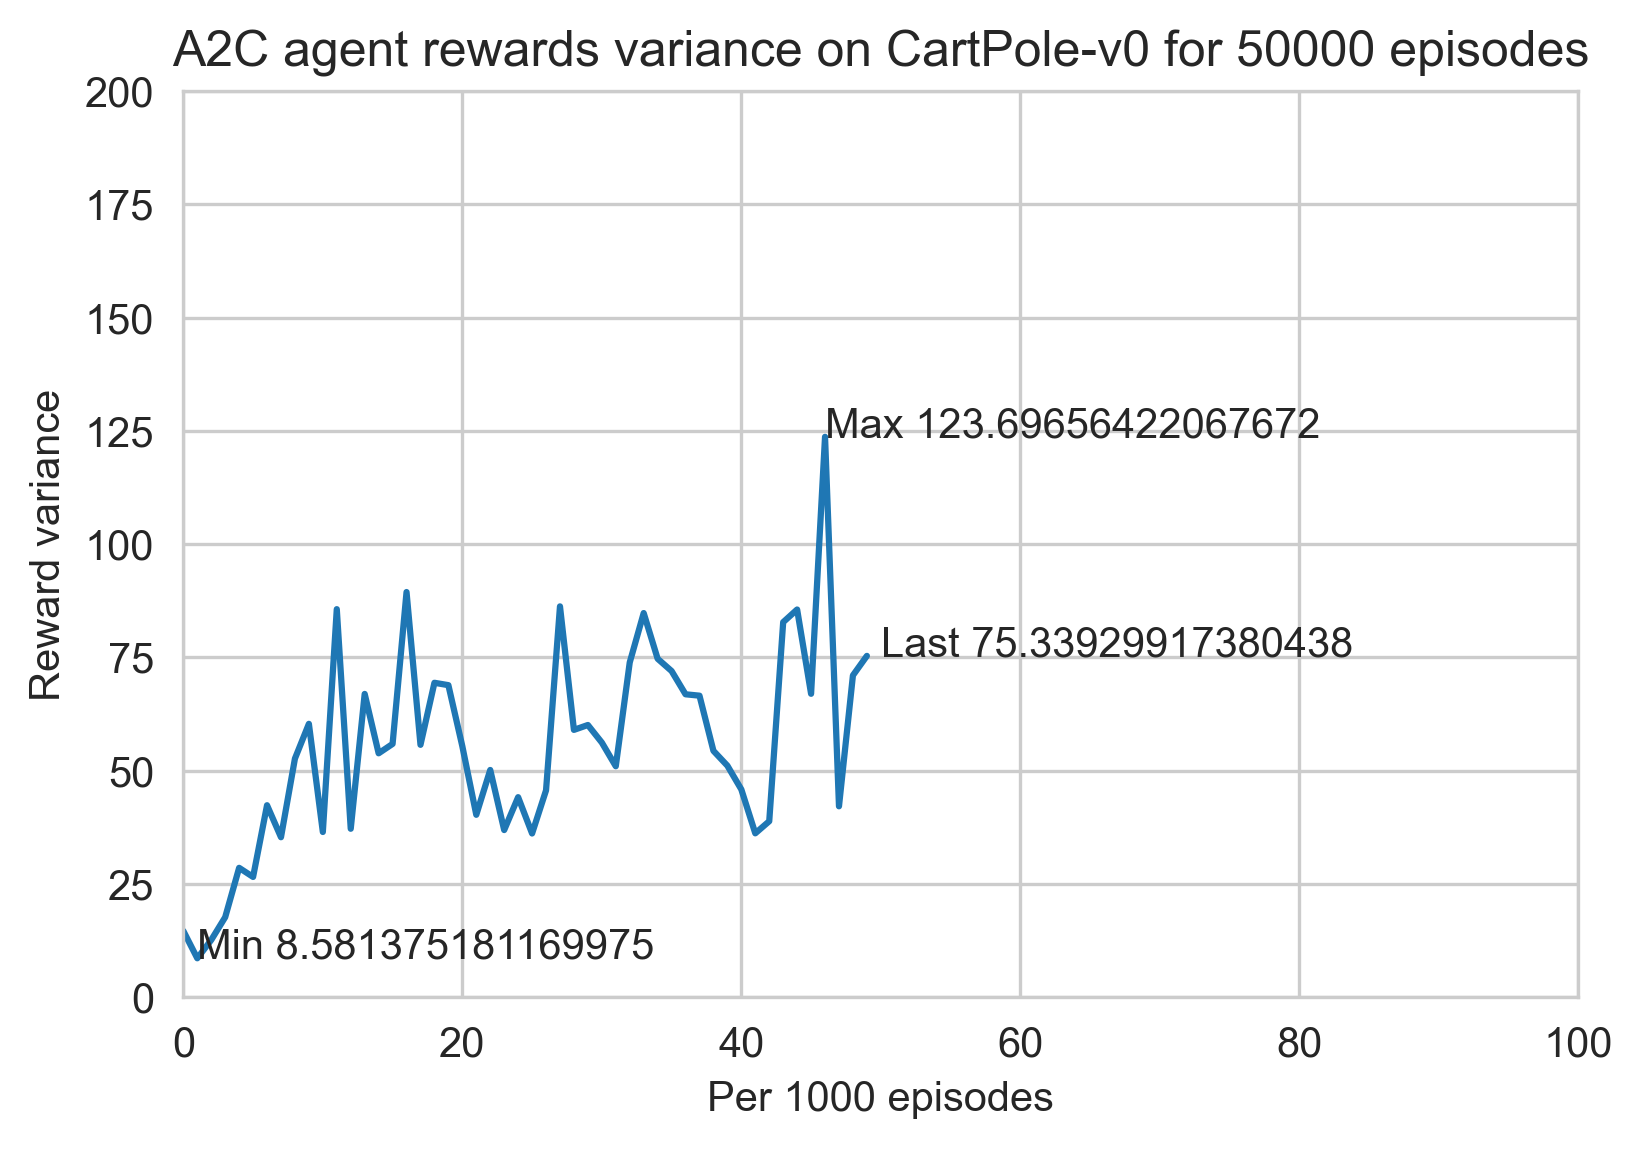 A2C agent rewards variance on CartPole-v0 for 50000 episodes
200
175
150
125
100
75
50
25
0
Reward variance
Max 123.69656422067672
Last 75.33929917380438
Min 8.581375181169975
0 20 40 60 80 100
Per 1000 episodes